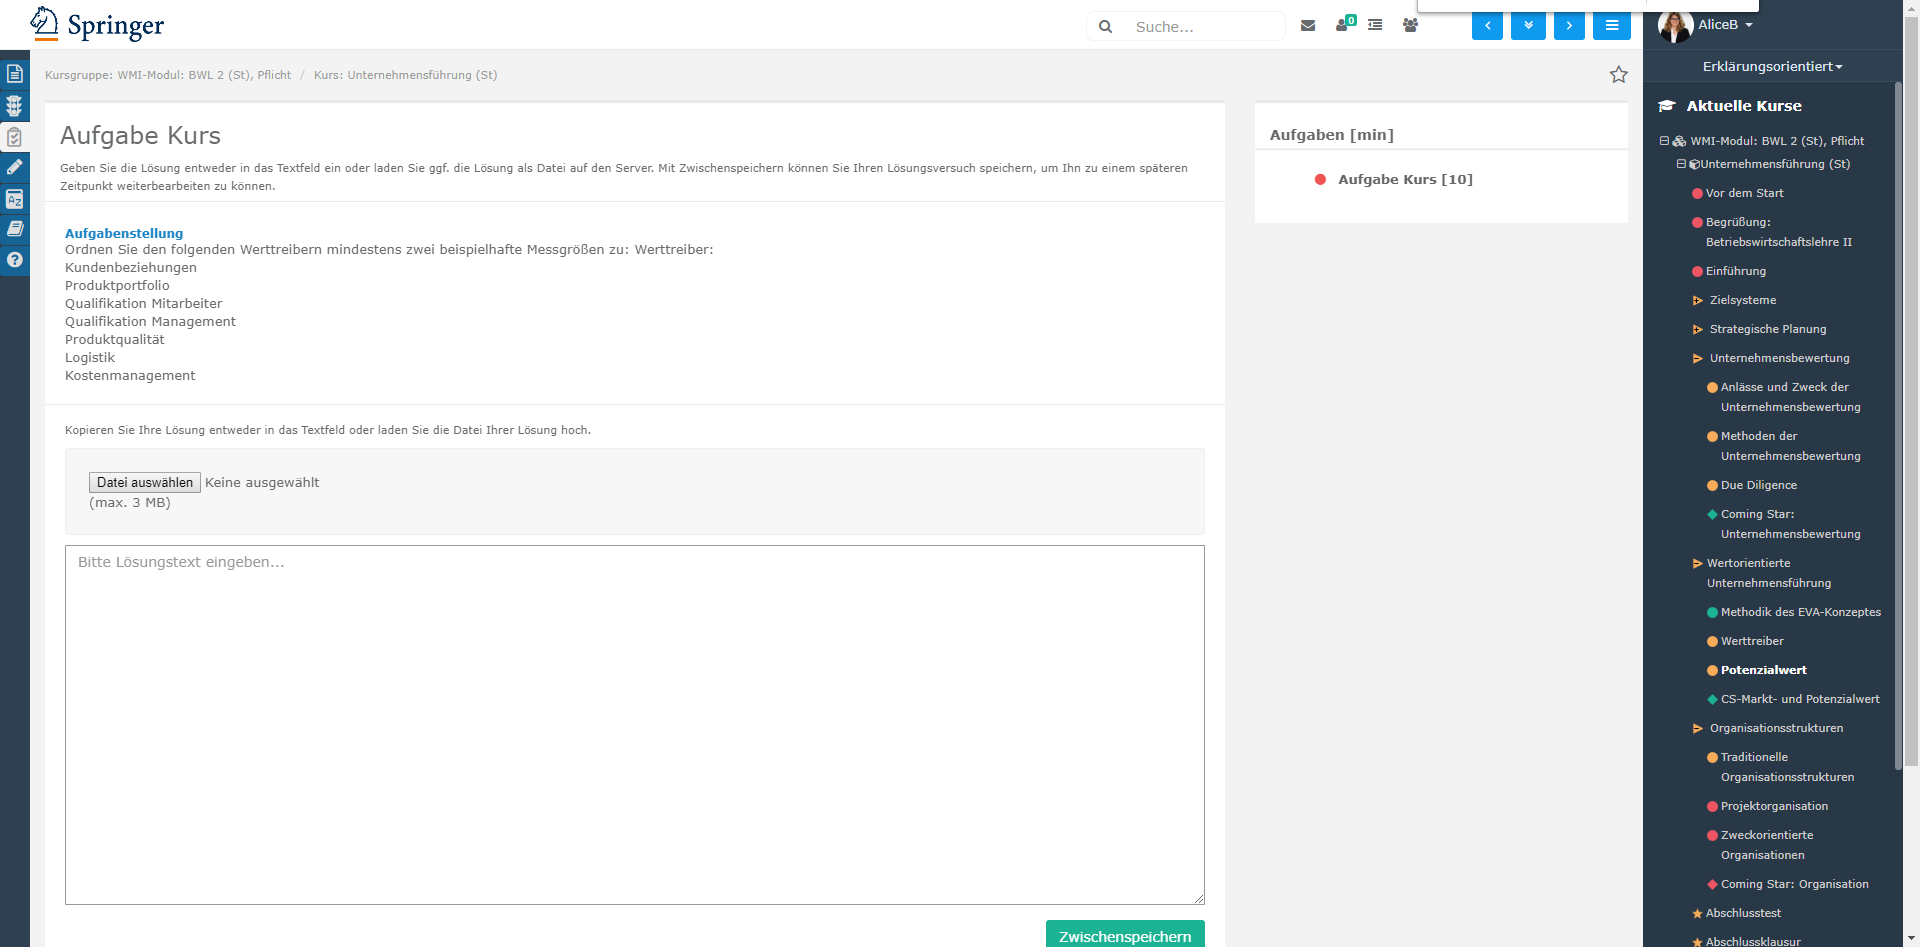 Springer
Suche...
0
AliceB
Erklärungsorientiert
Kursgruppe: WMI-Modul: BWL 2 (St), Pflicht / Kurs: Unternehmensführung (St)
Aufgabe Kurs
Geben Sie die Lösung entweder in das Textfeld ein oder laden Sie ggf. die Lösung als Datei auf den Server. Mit Zwischenspeichern können Sie Ihren Lösungsversuch speichern, um Ihn zu einem späteren
Zeitpunkt weiterbearbeiten zu können.
Aufgabenstellung
Ordnen Sie den folgenden Werttreibern mindestens zwei beispielhafte Messgrößen zu: Werttreiber:
Kundenbeziehungen
Produktportfolio
Qualifikation Mitarbeiter
Qualifikation Management
Produktqualität
Logistik
Kostenmanagement
Kopieren Sie Ihre Lösung entweder in das Textfeld oder laden Sie die Datei Ihrer Lösung hoch.
Datei auswählen Keine ausgewählt
(max. 3 MB)
Bitte Lösungstext eingeben...
Zwischenspeichern
Aufgaben [min]
Aufgabe Kurs [10]
Aktuelle Kurse
WMI-Modul: BWL 2 (St), Pflicht
Unternehmensführung (St)
Vor dem Start
Begrüßung:
Betriebswirtschaftslehre II
Einführung
Zielsysteme
Strategische Planung
Unternehmensbewertung
Anlässe und Zweck der
Unternehmensbewertung
Methoden der
Unternehmensbewertung
Due Diligence
Coming Star:
Unternehmensbewertung
Wertorientierte
Unternehmensführung
Methodik des EVA-Konzeptes
Werttreiber
Potenzialwert
CS-Markt- und Potenzialwert
Organisationsstrukturen
Traditionelle
Organisationsstrukturen
Projektorganisation
Zweckorientierte
Organisationen
Coming Star: Organisation
Abschlusstest
Abschlussklausur